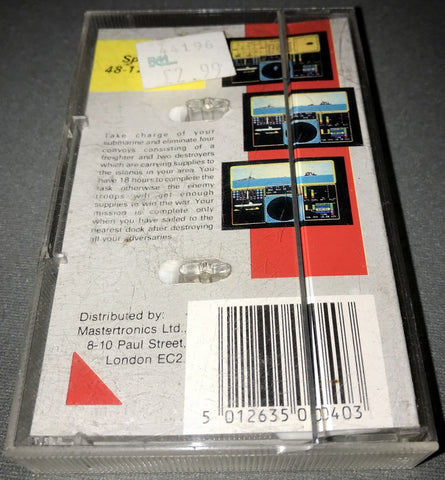 44196
£2.99
48-1
Take charge of your
submarine and eliminate four
convoys consisting of a
freighter and two destroyers
which are carrying supplies to
the islands in your area. You
have 18 hours to complete the
task otherwise the enemy
troops will get enough
supplies to win the war. Your
mission is complete only
when you have sailed to the
nearest dock after destroying
all your adversaries.
Distributed by:
Mastertronics Ltd.,
8-10 Paul Street,
London EC2
5 012635 000403